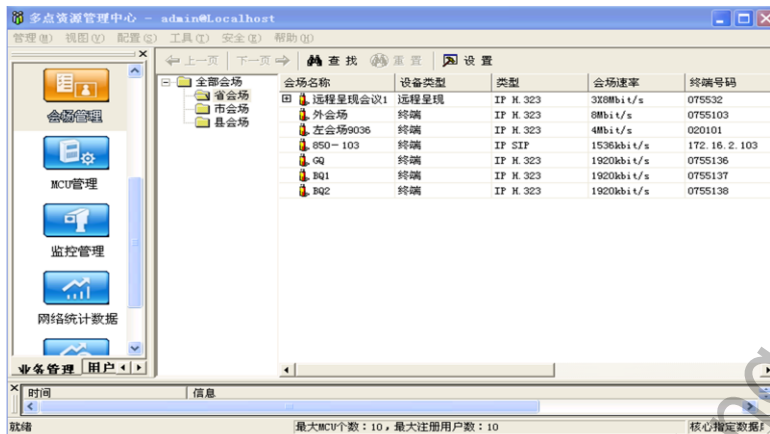 多点资源管理中心 - admin@Localhost
管理(M) 视图(V) 配置(S) 工具(T) 安全(E) 帮助(H)
上一页 下一页 查找 重置 设置
会场管理
MCU管理
监控管理
网络统计数据
业务管理 用户
全部会场
省会场
市会场
县会场
会场名称 设备类型 类型 会场速率 终端号码
远程呈现会议1 远程呈现 IP H.323 3X8Mbit/s 075532
外会场 终端 IP H.323 8Mbit/s 0755103
左会场9036 终端 IP H.323 4Mbit/s 020101
850-103 终端 IP SIP 1536kbit/s 172.16.2.103
GQ 终端 IP H.323 1920kbit/s 0755136
BQ1 终端 IP H.323 1920kbit/s 0755137
BQ2 终端 IP H.323 1920kbit/s 0755138
时间 信息
就绪 最大MCU个数:10,最大注册用户数:10 核心指定数据